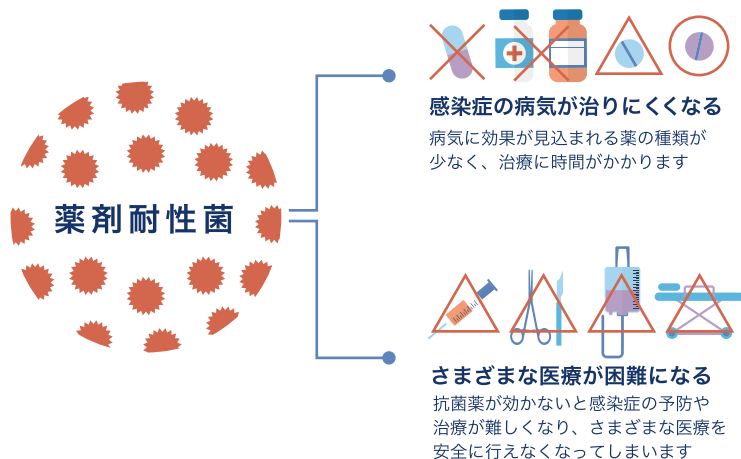 薬剤耐性菌
感染症の病気が治りにくくなる
病気に効果が見込まれる薬の種類が
少なく、治療に時間がかかります
さまざまな医療が困難になる
抗菌薬が効かないと感染症の予防や
治療が難しくなり、さまざまな医療を
安全に行えなくなってしまいます